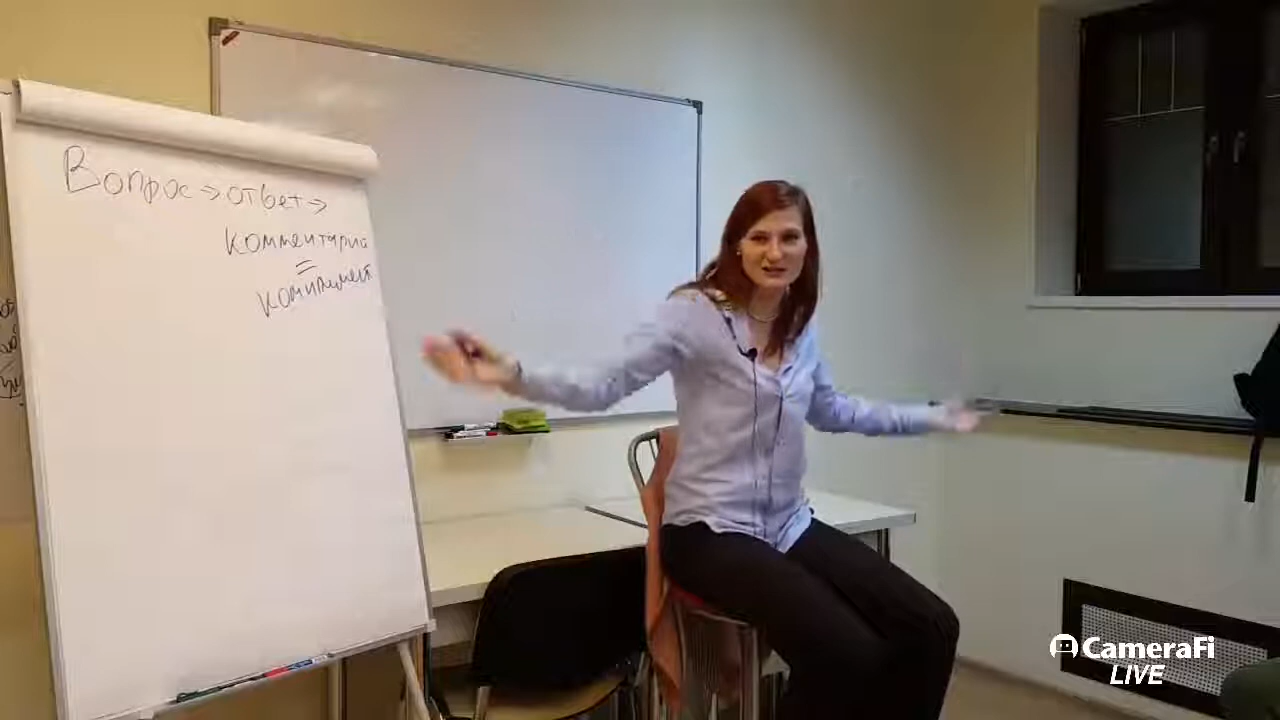 Вопрос → ответ →
комментарий
=
комплимент
CameraFi
LIVE